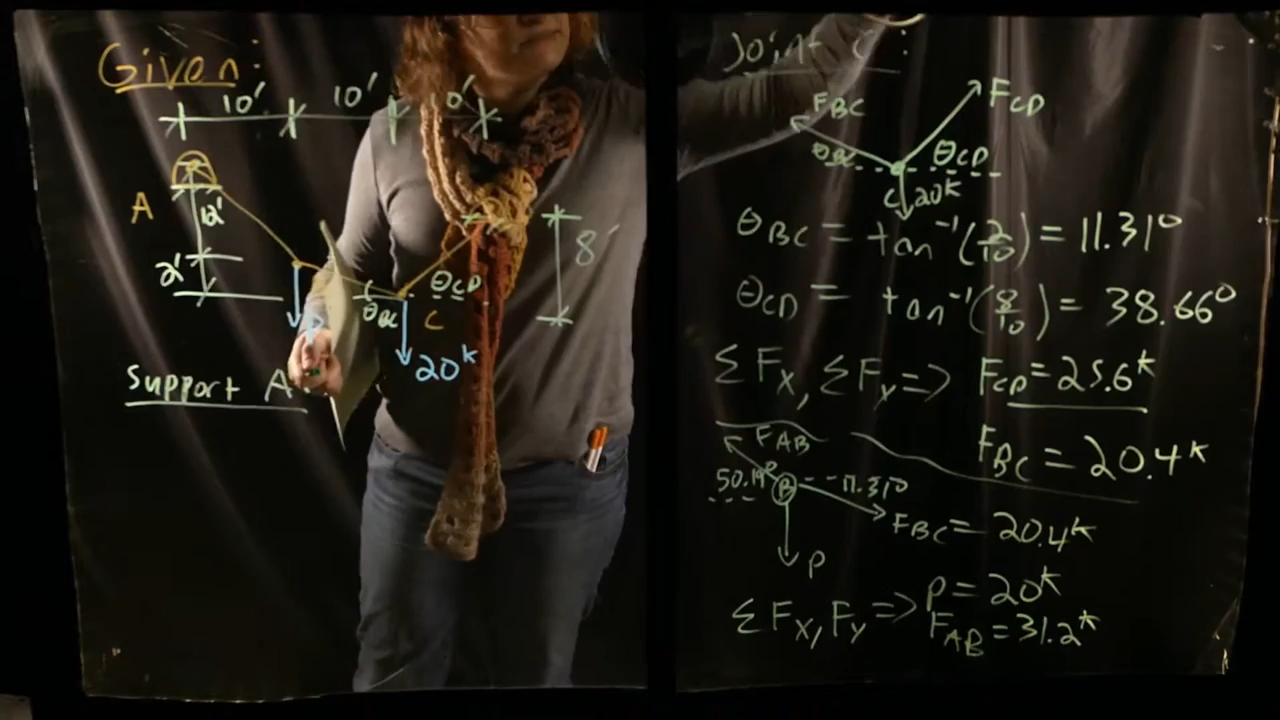 Given:
10' 10' 10'
A
12'
2'
8'
θBC θCD
C
P
20k
Support A:
Joint C:
FBC FCD
θBC θCD
C 20k
θBC = tan⁻¹(2/10) = 11.31°
θCD = tan⁻¹(8/10) = 38.66°
ΣFx, ΣFy => FCD = 25.6k
FBC = 20.4k
FAB
50.19° B 11.31°
FBC = 20.4k
P
ΣFx, Fy => P = 20k
FAB = 31.2k